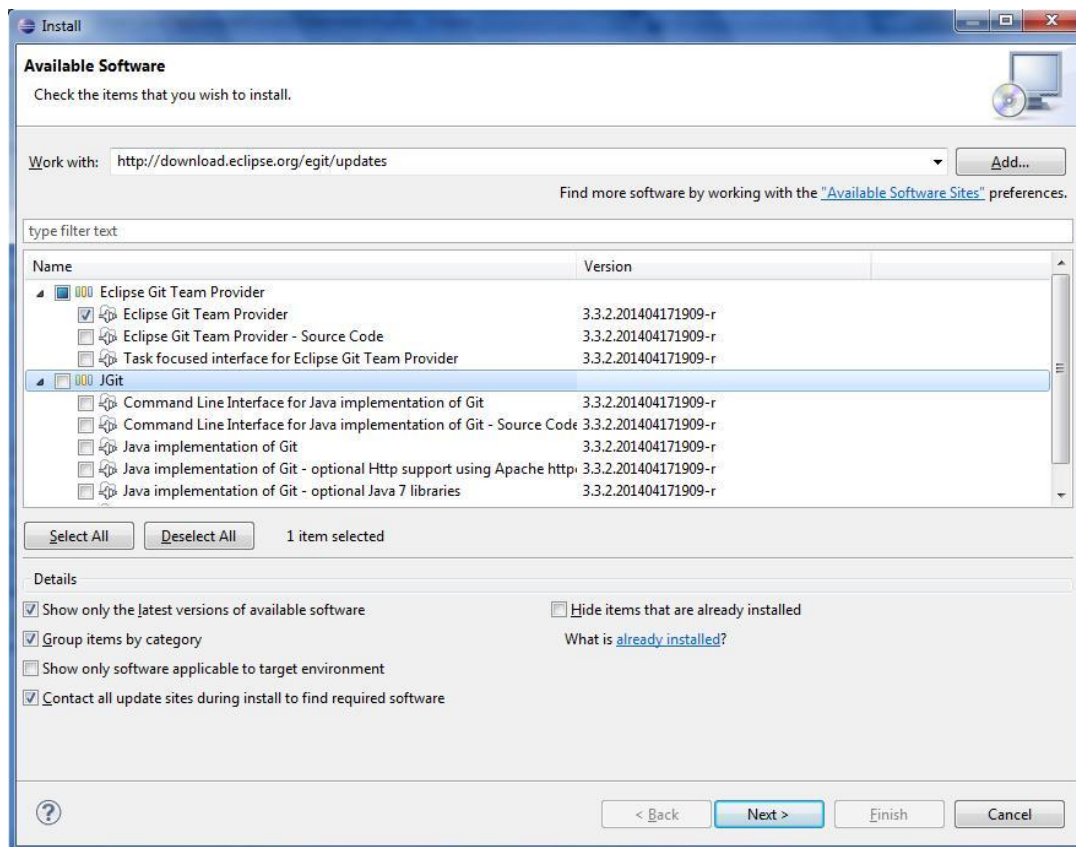 Install
Available Software
Check the items that you wish to install.
Work with: http://download.eclipse.org/egit/updates Add...
Find more software by working with the "Available Software Sites" preferences.
type filter text
Name Version
Eclipse Git Team Provider
Eclipse Git Team Provider 3.3.2.201404171909-r
Eclipse Git Team Provider - Source Code 3.3.2.201404171909-r
Task focused interface for Eclipse Git Team Provider 3.3.2.201404171909-r
JGit
Command Line Interface for Java implementation of Git 3.3.2.201404171909-r
Command Line Interface for Java implementation of Git - Source Code 3.3.2.201404171909-r
Java implementation of Git 3.3.2.201404171909-r
Java implementation of Git - optional Http support using Apache http 3.3.2.201404171909-r
Java implementation of Git - optional Java 7 libraries 3.3.2.201404171909-r
Select All Deselect All 1 item selected
Details
Show only the latest versions of available software Hide items that are already installed
Group items by category What is already installed?
Show only software applicable to target environment
Contact all update sites during install to find required software
? < Back Next > Finish Cancel